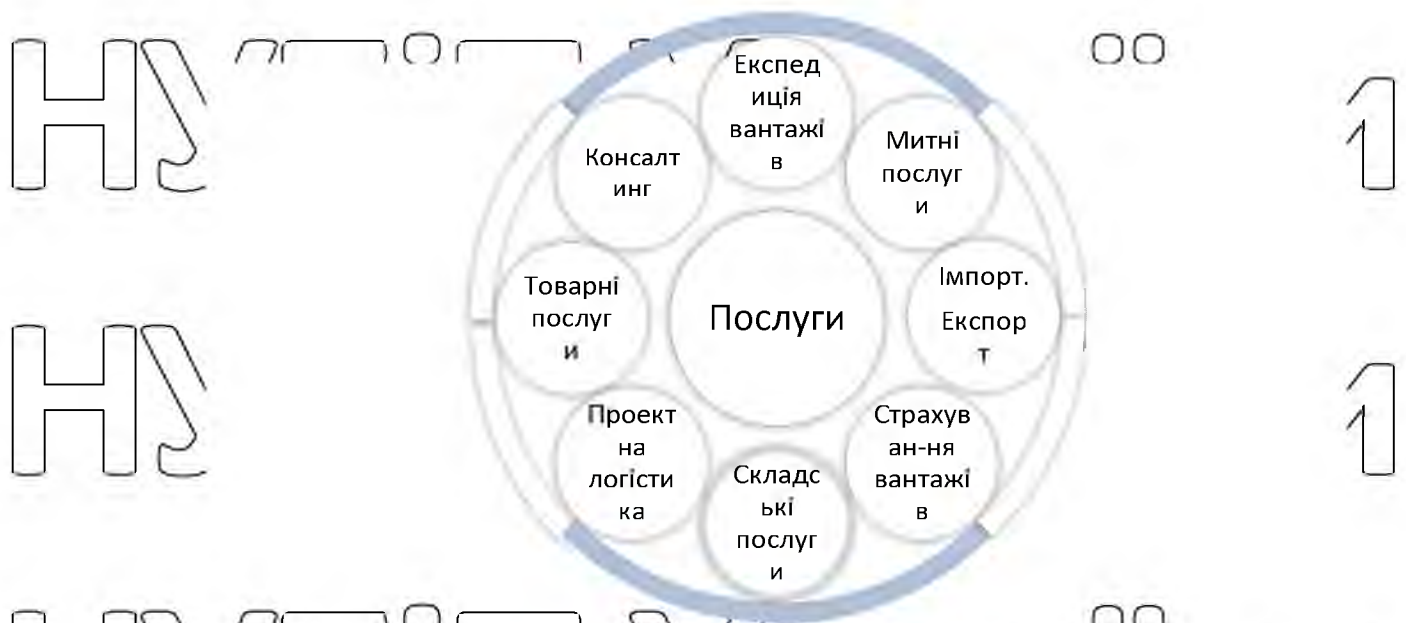 Експед
иція
вантажі
в
Митні
послуг
и
Імпорт.
Експор
т
Страхув
ан-ня
вантажі
в
Складс
ькі
послуг
и
Проект
на
логісти
ка
Товарні
послуг
и
Консалт
инг
Послуги